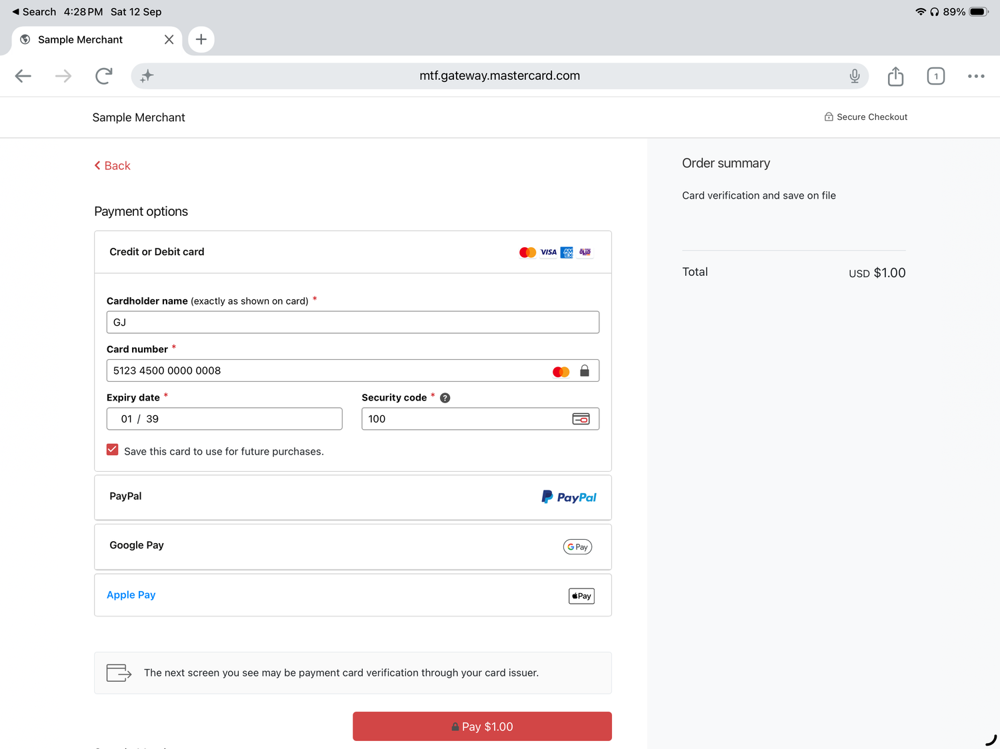 Search 4:28 PM Sat 12 Sep 89%
Sample Merchant
mtf.gateway.mastercard.com 1
Sample Merchant Secure Checkout
Back
Payment options
Credit or Debit card VISA AM EX
Cardholder name (exactly as shown on card) *
GJ
Card number *
5123 4500 0000 0008
Expiry date * Security code * ?
01 / 39 100
Save this card to use for future purchases.
PayPal PayPal
Google Pay G Pay
Apple Pay Pay
The next screen you see may be payment card verification through your card issuer.
Pay $1.00
Order summary
Card verification and save on file
Total USD $1.00